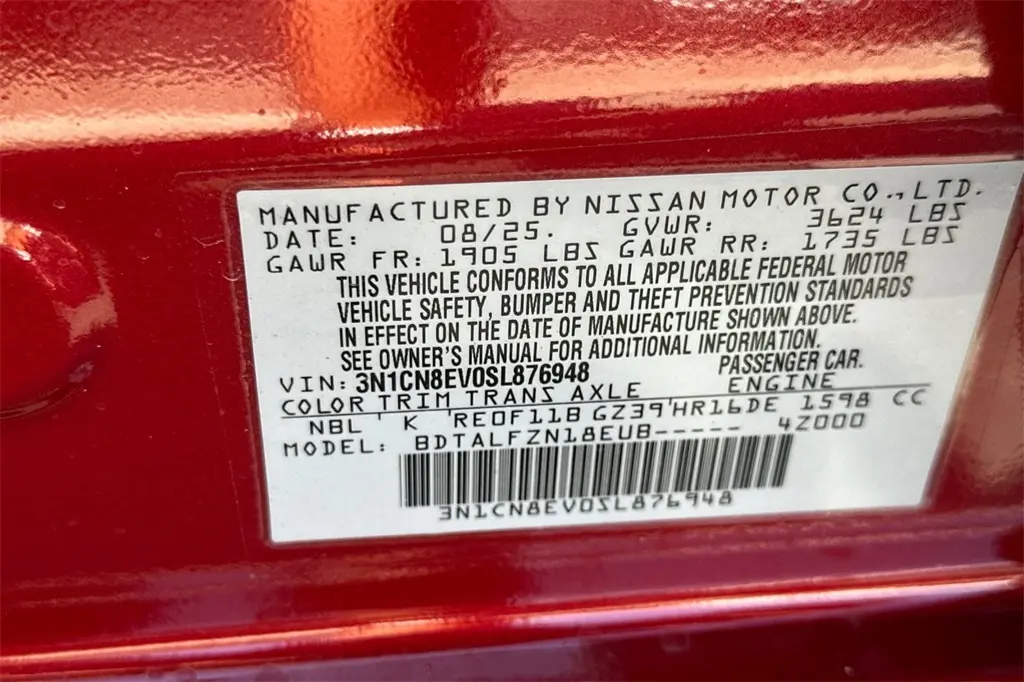 MANUFACTURED BY NISSAN MOTOR CO., LTD.
DATE: 08/25. GVWR: 3624 LBS
GAWR FR: 1905 LBS GAWR RR: 1735 LBS
THIS VEHICLE CONFORMS TO ALL APPLICABLE FEDERAL MOTOR
VEHICLE SAFETY, BUMPER AND THEFT PREVENTION STANDARDS
IN EFFECT ON THE DATE OF MANUFACTURE SHOWN ABOVE.
SEE OWNER'S MANUAL FOR ADDITIONAL INFORMATION.
VIN: 3N1CN8EV0SL876948 PASSENGER CAR.
COLOR TRIM TRANS AXLE ENGINE
NBL ' K 'RE0F11B GZ39'HR16DE 1598 CC
MODEL: BDTALFZN18EUB----- 4Z000
3N1CN8EV0SL876948